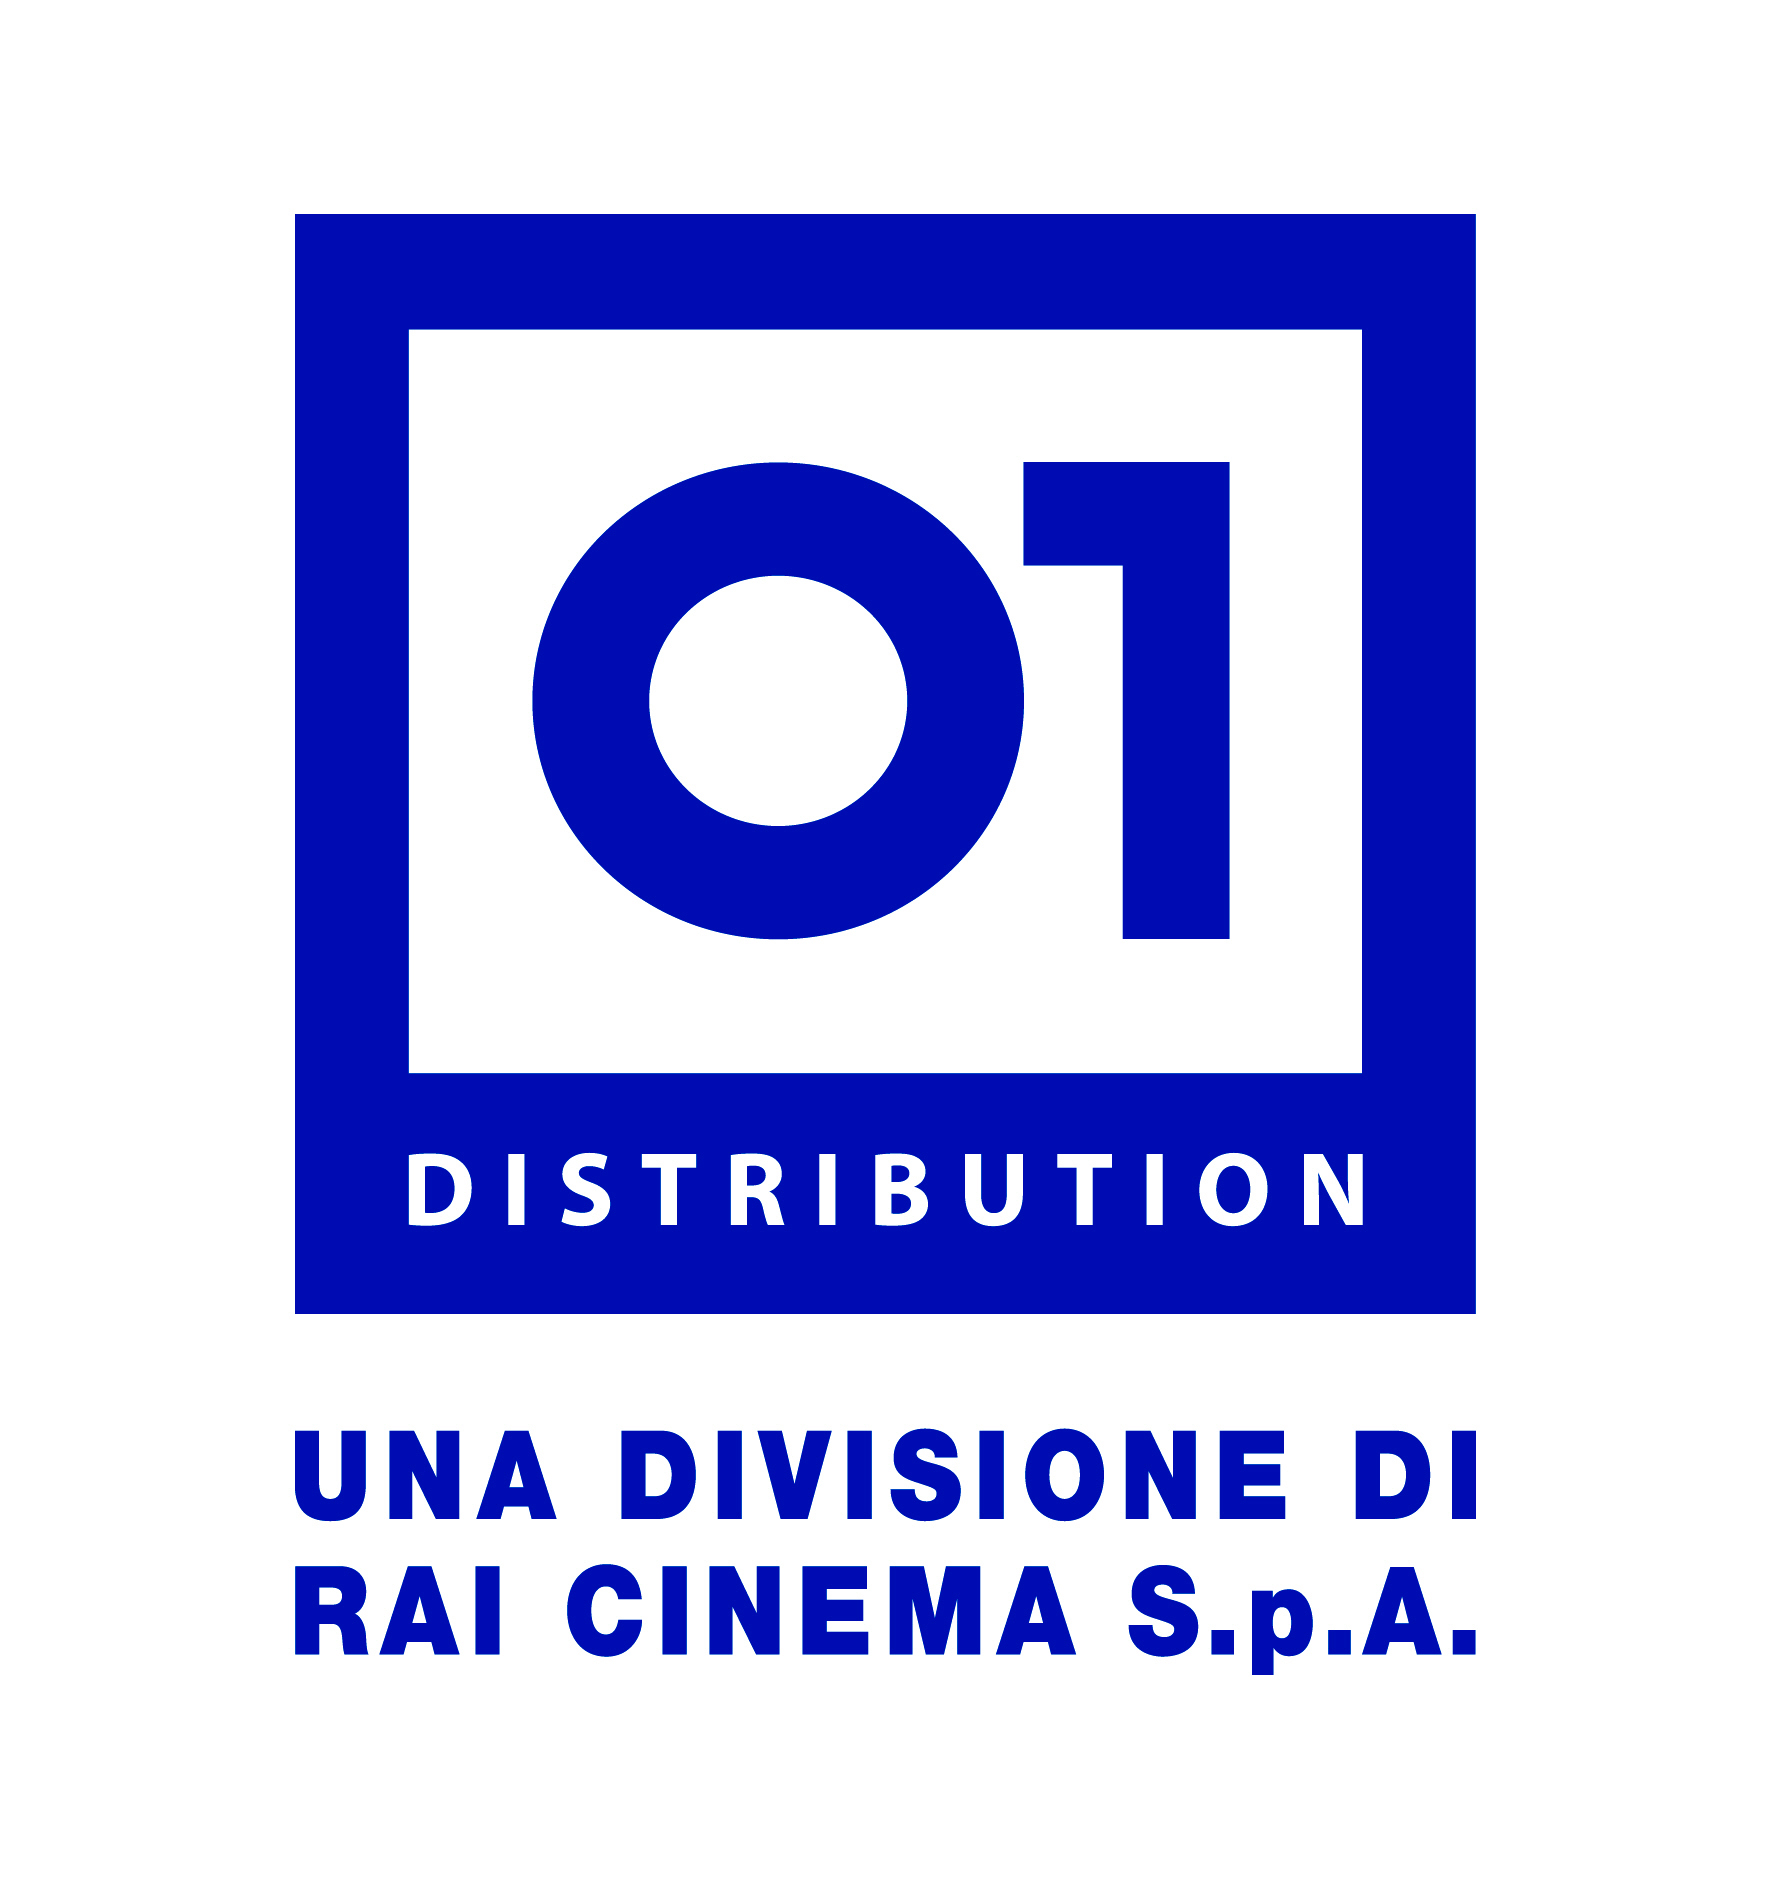 01
DISTRIBUTION
UNA DIVISIONE DI
RAI CINEMA S.p.A.